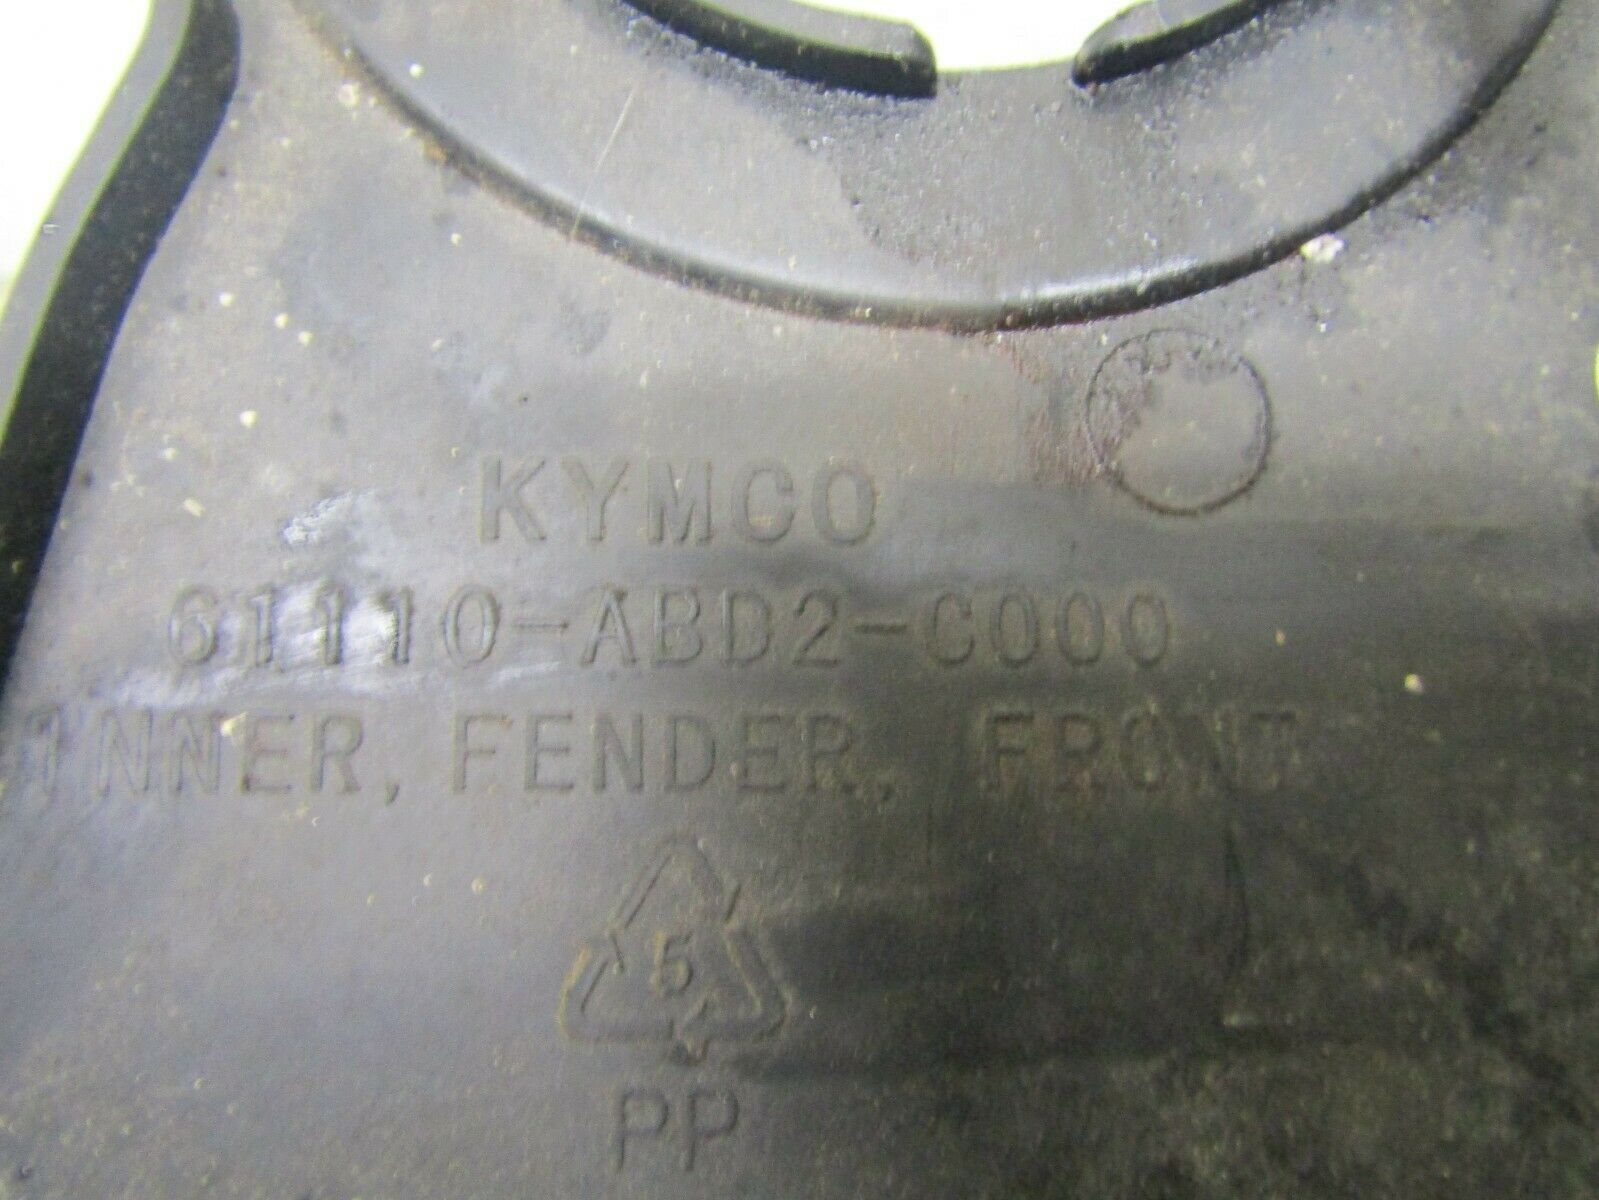 KYMCO
61110-ABD2-C000
INNER, FENDER, FRONT
5
PP